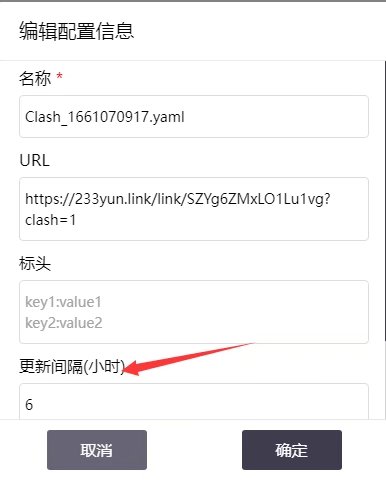 编辑配置信息
名称 *
Clash_1661070917.yaml
URL
https://233yun.link/link/SZYg6ZMxLO1Lu1vg?
clash=1
标头
key1:value1
key2:value2
更新间隔(小时)
6
取消
确定